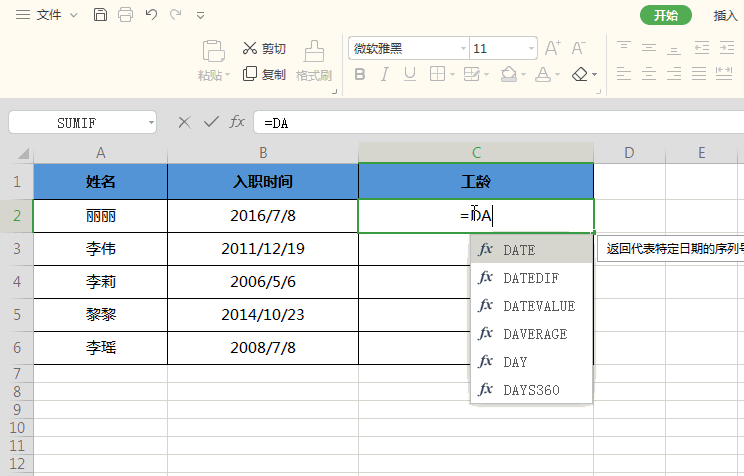 文件 开始 插入
粘贴 剪切 复制 格式刷 微软雅黑 11 A+ A-
B I U A
SUMIF fx =DA
A B C D E
1 姓名 入职时间 工龄
2 丽丽 2016/7/8 =DA
3 李伟 2011/12/19
4 李莉 2006/5/6
5 黎黎 2014/10/23
6 李瑶 2008/7/8
7
8
9
10
11
12
fx DATE 返回代表特定日期的序列号
fx DATEDIF
fx DATEVALUE
fx DAVERAGE
fx DAY
fx DAYS360